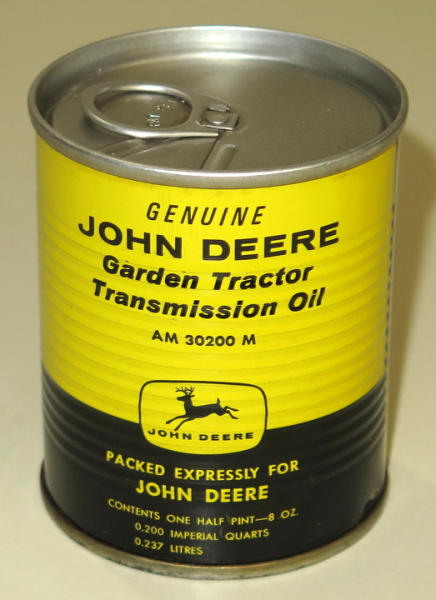 GENUINE
JOHN DEERE
Garden Tractor
Transmission Oil
AM 30200 M
JOHN DEERE
PACKED EXPRESSLY FOR
JOHN DEERE
CONTENTS ONE HALF PINT—8 OZ.
0.200 IMPERIAL QUARTS
0.237 LITRES